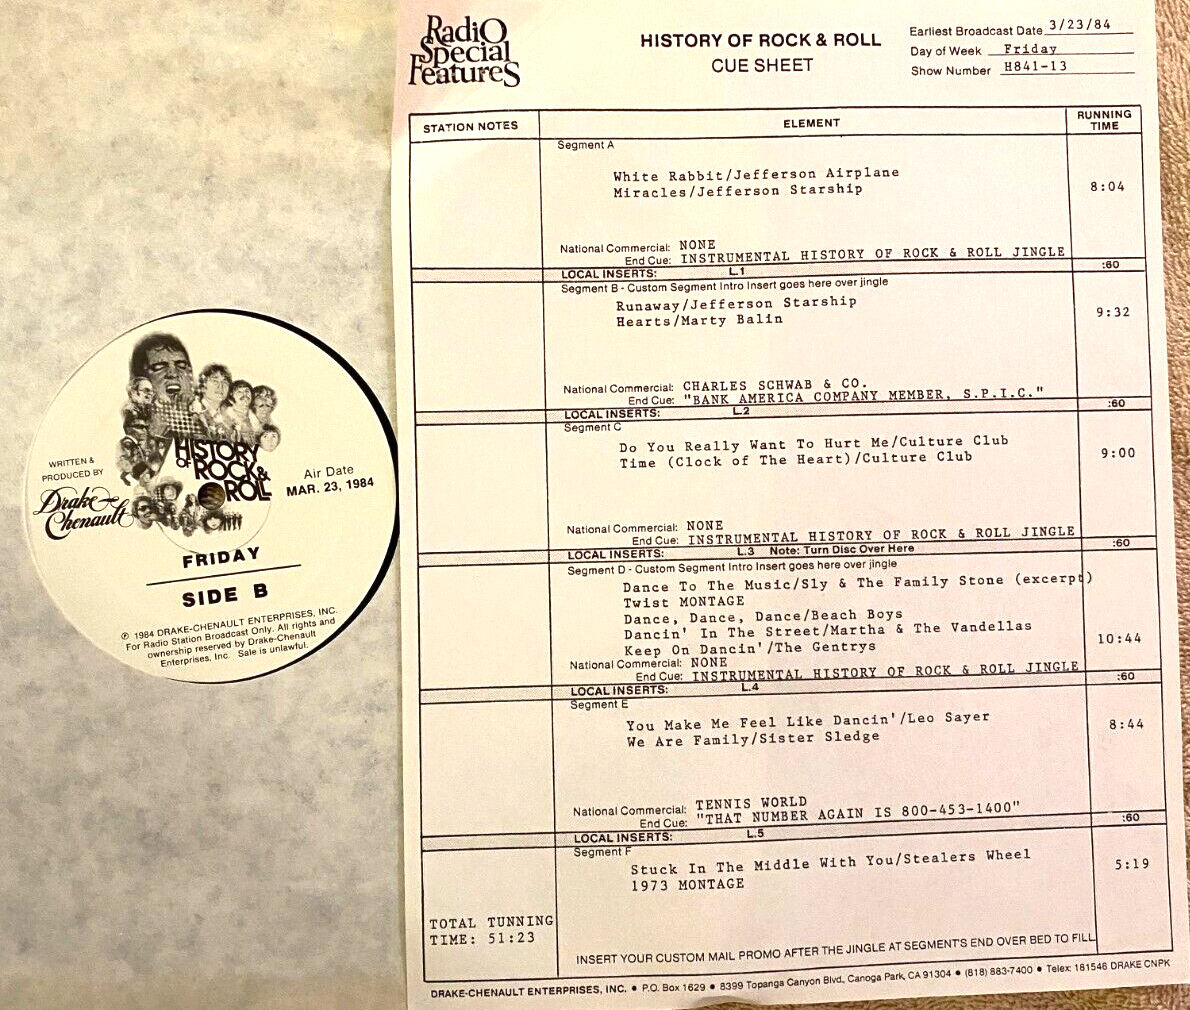 HISTORY
OF ROCK &
ROLL
WRITTEN &
PRODUCED BY
Drake-
Chenault
Air Date
MAR. 23, 1984
FRIDAY
SIDE B
℗ 1984 DRAKE-CHENAULT ENTERPRISES, INC.
For Radio Station Broadcast Only. All rights and
ownership reserved by Drake-Chenault
Enterprises, Inc. Sale is unlawful.
Radio
Special
Features
HISTORY OF ROCK & ROLL
CUE SHEET
Earliest Broadcast Date 3/23/84
Day of Week Friday
Show Number H841-13
STATION NOTES ELEMENT RUNNING TIME
Segment A
White Rabbit/Jefferson Airplane
Miracles/Jefferson Starship 8:04
National Commercial: NONE
End Cue: INSTRUMENTAL HISTORY OF ROCK & ROLL JINGLE
LOCAL INSERTS: L.1 :60
Segment B - Custom Segment Intro Insert goes here over jingle
Runaway/Jefferson Starship
Hearts/Marty Balin 9:32
National Commercial: CHARLES SCHWAB & CO.
End Cue: "BANK AMERICA COMPANY MEMBER, S.P.I.C."
LOCAL INSERTS: L.2 :60
Segment C
Do You Really Want To Hurt Me/Culture Club
Time (Clock of The Heart)/Culture Club 9:00
National Commercial: NONE
End Cue: INSTRUMENTAL HISTORY OF ROCK & ROLL JINGLE
LOCAL INSERTS: L.3 Note: Turn Disc Over Here :60
Segment D - Custom Segment Intro Insert goes here over jingle
Dance To The Music/Sly & The Family Stone (excerpt)
Twist MONTAGE
Dance, Dance, Dance/Beach Boys
Dancin' In The Street/Martha & The Vandellas
Keep On Dancin'/The Gentrys 10:44
National Commercial: NONE
End Cue: INSTRUMENTAL HISTORY OF ROCK & ROLL JINGLE
LOCAL INSERTS: L.4 :60
Segment E
You Make Me Feel Like Dancin'/Leo Sayer
We Are Family/Sister Sledge 8:44
National Commercial: TENNIS WORLD
End Cue: "THAT NUMBER AGAIN IS 800-453-1400"
LOCAL INSERTS: L.5 :60
Segment F
Stuck In The Middle With You/Stealers Wheel
1973 MONTAGE 5:19
TOTAL TUNNING
TIME: 51:23
INSERT YOUR CUSTOM MAIL PROMO AFTER THE JINGLE AT SEGMENT'S END OVER BED TO FILL
DRAKE-CHENAULT ENTERPRISES, INC. • P.O. Box 1629 • 8399 Topanga Canyon Blvd., Canoga Park, CA 91304 • (818) 883-7400 • Telex: 181546 DRAKE CNPK